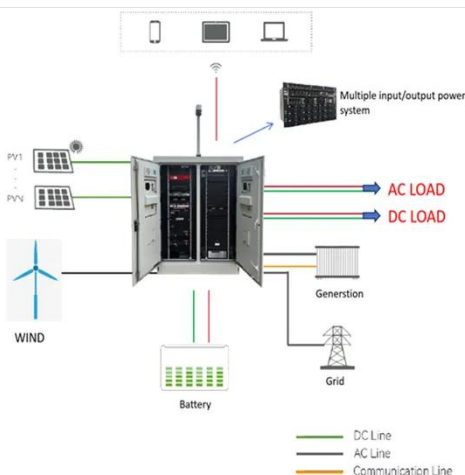 Multiple input/output power
system
PV1
PVN
AC LOAD
DC LOAD
WIND
Generstion
Grid
Battery
DC Line
AC Line
Communication Line